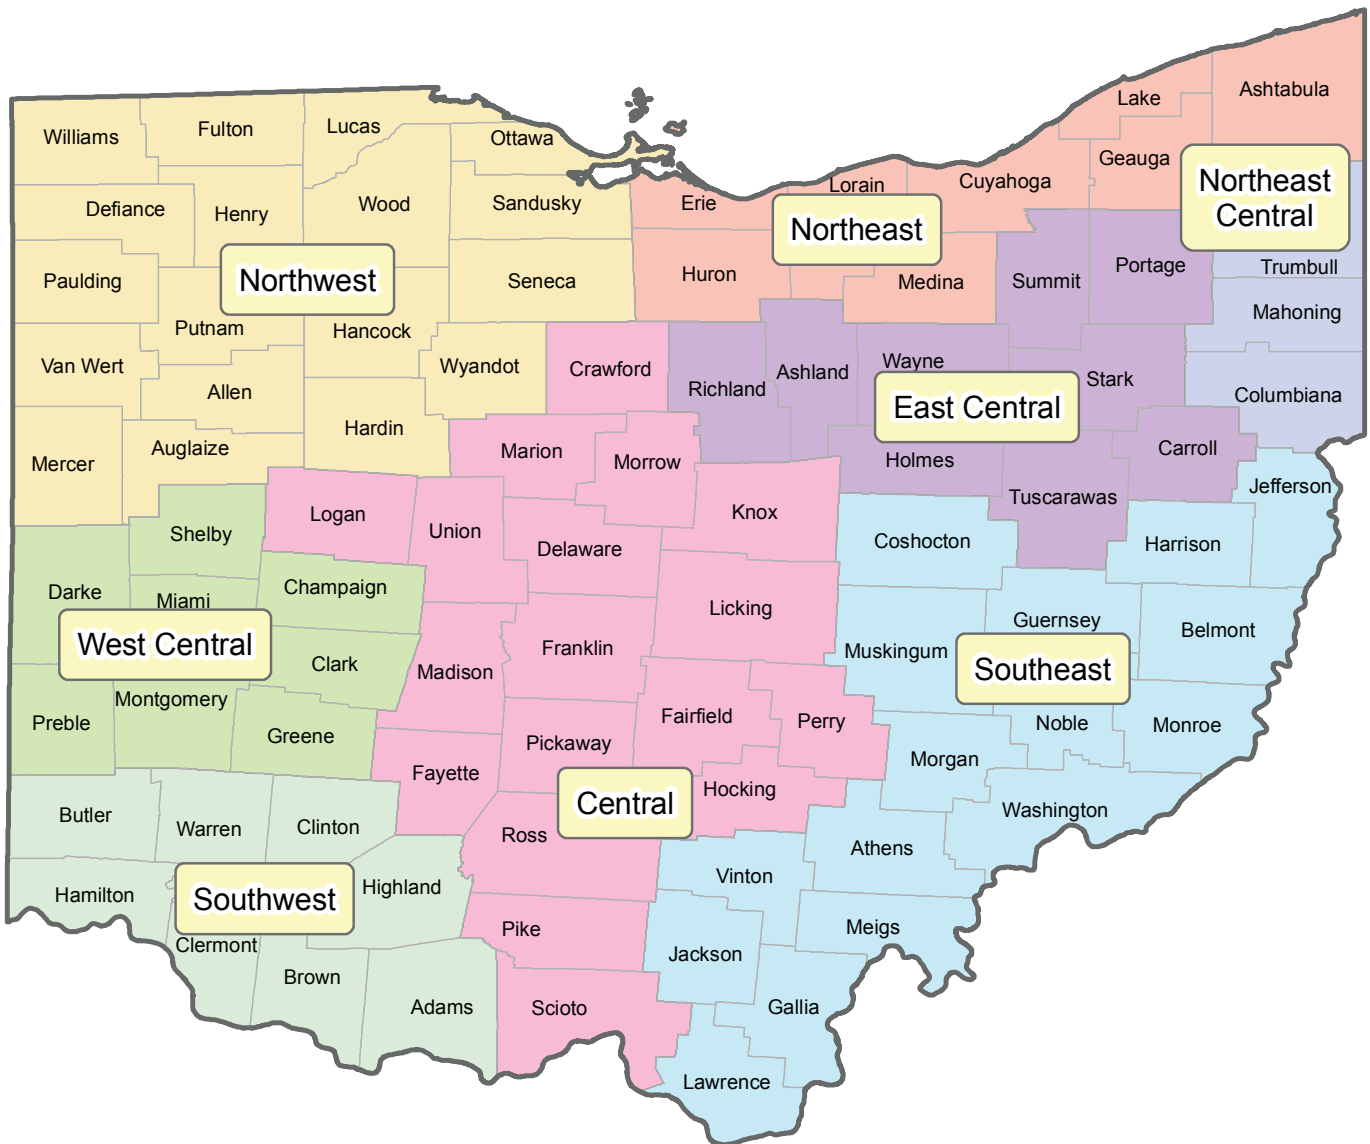 Ashtabula
Lake
Geauga
Northeast
Central
Trumbull
Mahoning
Columbiana
Williams
Fulton
Lucas
Ottawa
Defiance
Henry
Wood
Sandusky
Paulding
Northwest
Seneca
Putnam
Hancock
Van Wert
Allen
Wyandot
Mercer
Auglaize
Hardin
Erie
Lorain
Cuyahoga
Northeast
Huron
Medina
Summit
Portage
Richland
Ashland
Wayne
Stark
East Central
Holmes
Carroll
Tuscarawas
Crawford
Marion
Morrow
Logan
Union
Knox
Delaware
Licking
Franklin
Madison
Fairfield
Perry
Pickaway
Fayette
Central
Hocking
Ross
Pike
Scioto
Shelby
Darke
Miami
Champaign
West Central
Clark
Montgomery
Preble
Greene
Butler
Warren
Clinton
Hamilton
Southwest
Highland
Clermont
Brown
Adams
Jefferson
Coshocton
Harrison
Guernsey
Belmont
Muskingum
Southeast
Noble
Monroe
Morgan
Washington
Athens
Vinton
Meigs
Jackson
Gallia
Lawrence